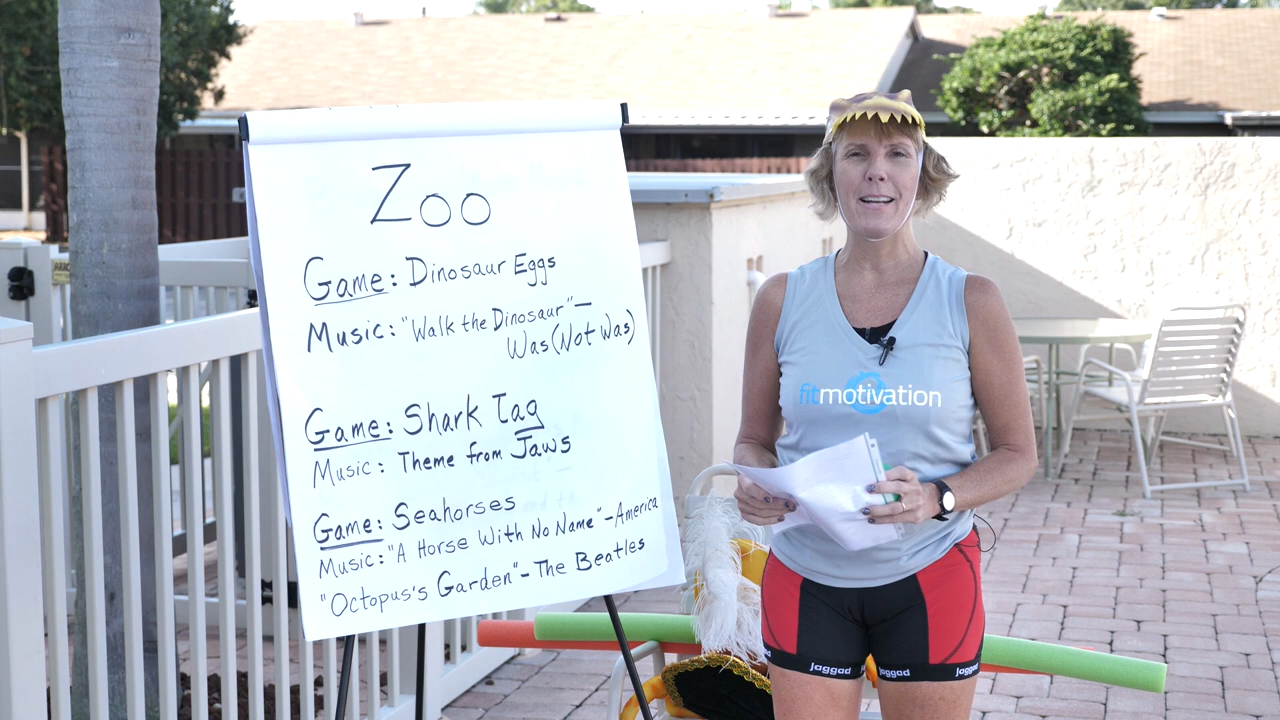 Zoo
Game: Dinosaur Eggs
Music: "Walk the Dinosaur"-
Was (Not Was)
Game: Shark Tag
Music: Theme from Jaws
Game: Seahorses
Music: "A Horse With No Name"-America
"Octopus's Garden"-The Beatles
fitmotivation
jaggad
jaggad
jaggad